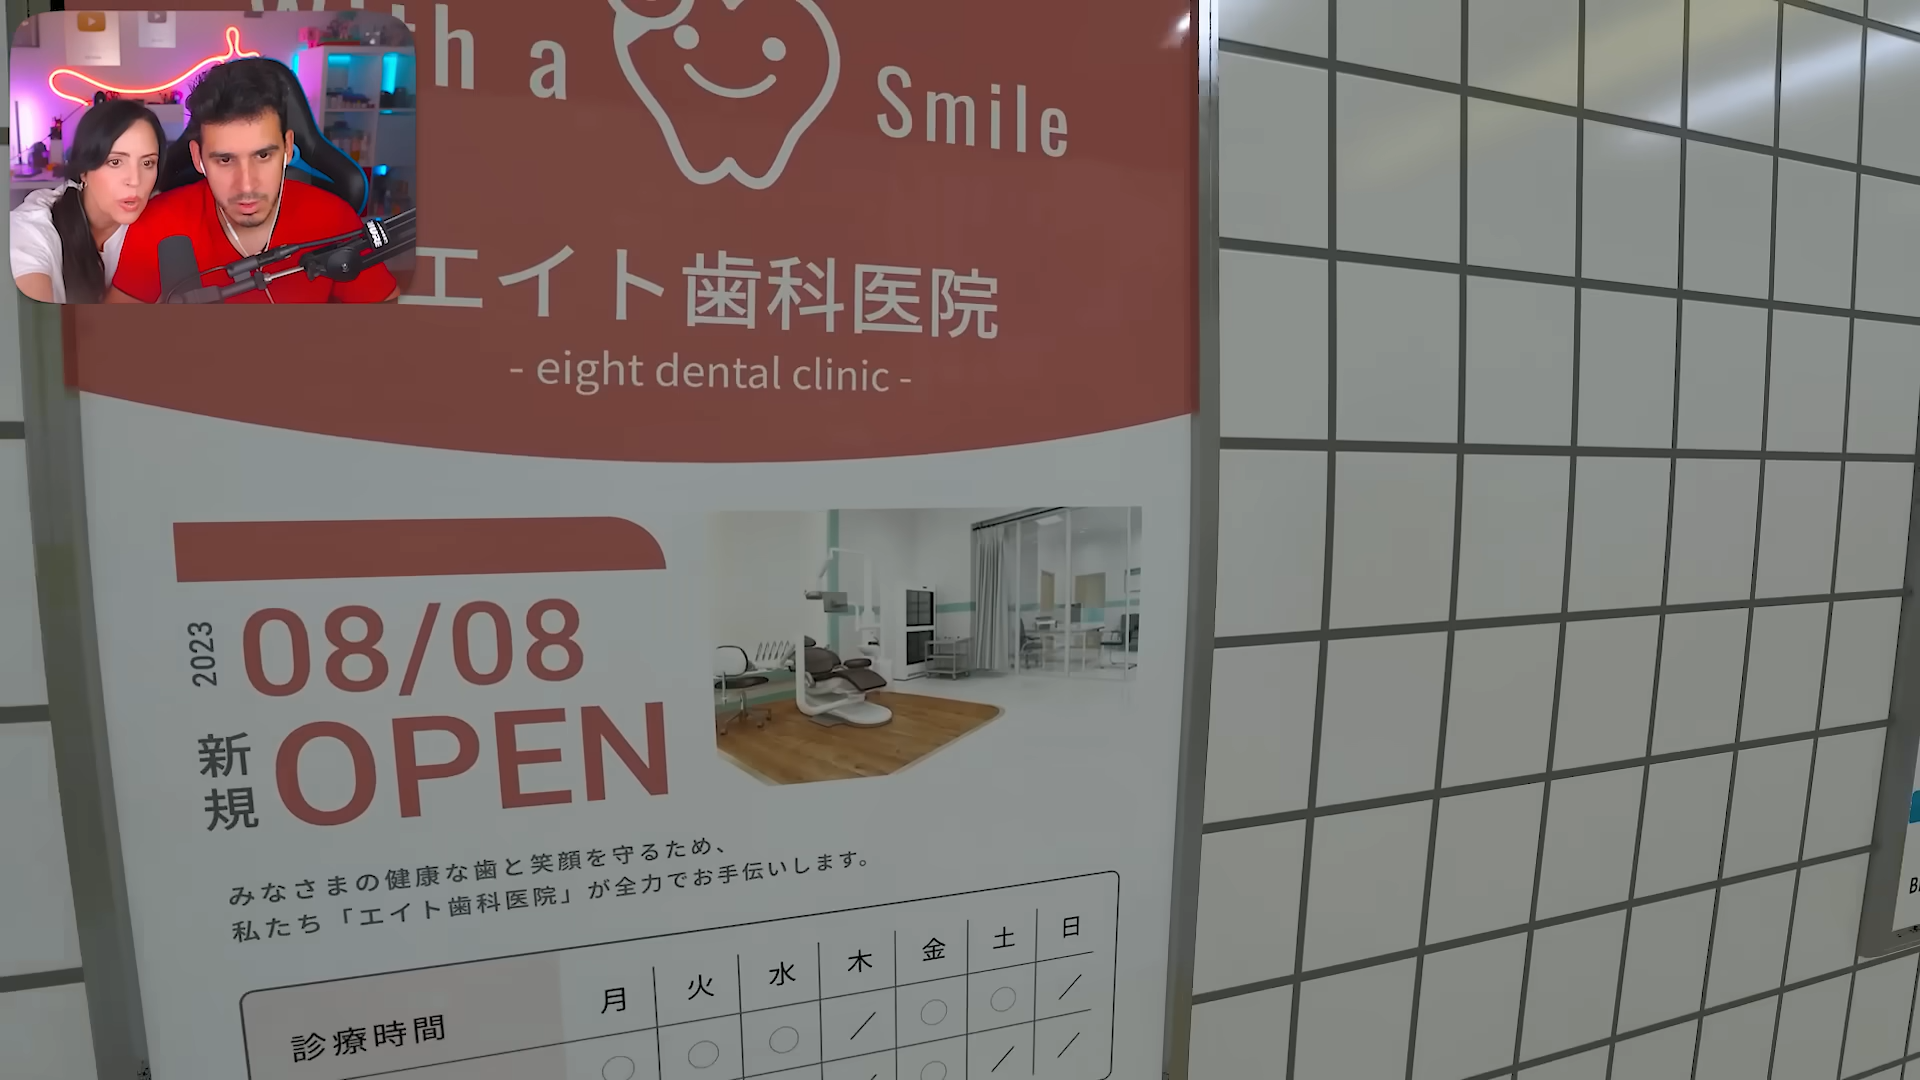 With a Smile
エイト歯科医院
- eight dental clinic -
2023
08/08
新規
OPEN
みなさまの健康な歯と笑顔を守るため、
私たち「エイト歯科医院」が全力でお手伝いします。
診療時間 月 火 水 木 金 土 日
○ ○ ○ ／ ○ ○ ／